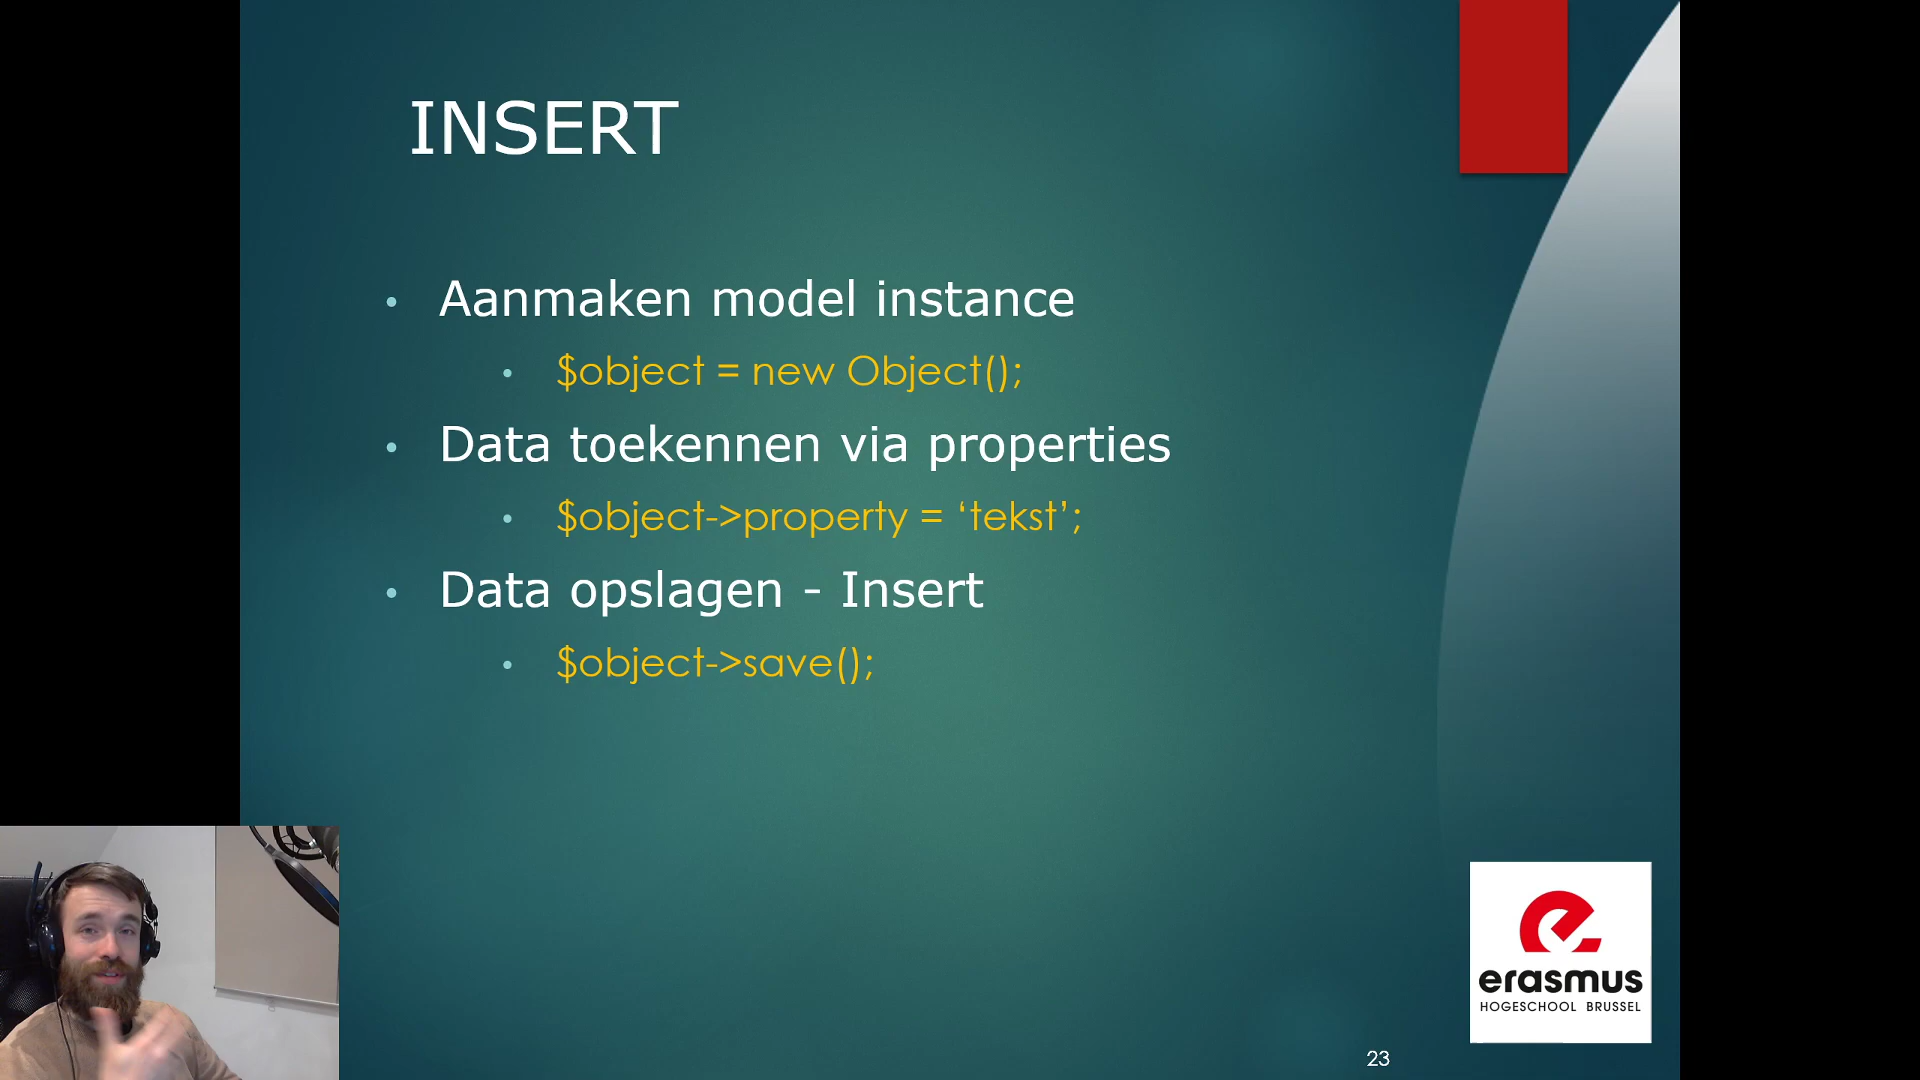 INSERT
• Aanmaken model instance
• $object = new Object();
• Data toekennen via properties
• $object->property = ‘tekst’;
• Data opslagen - Insert
• $object->save();
erasmus
HOGESCHOOL BRUSSEL
23